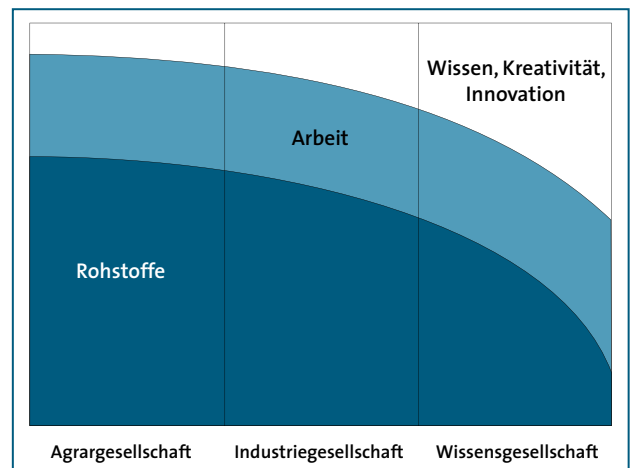 Wissen, Kreativität,
Innovation
Arbeit
Rohstoffe
Agrargesellschaft
Industriegesellschaft
Wissensgesellschaft